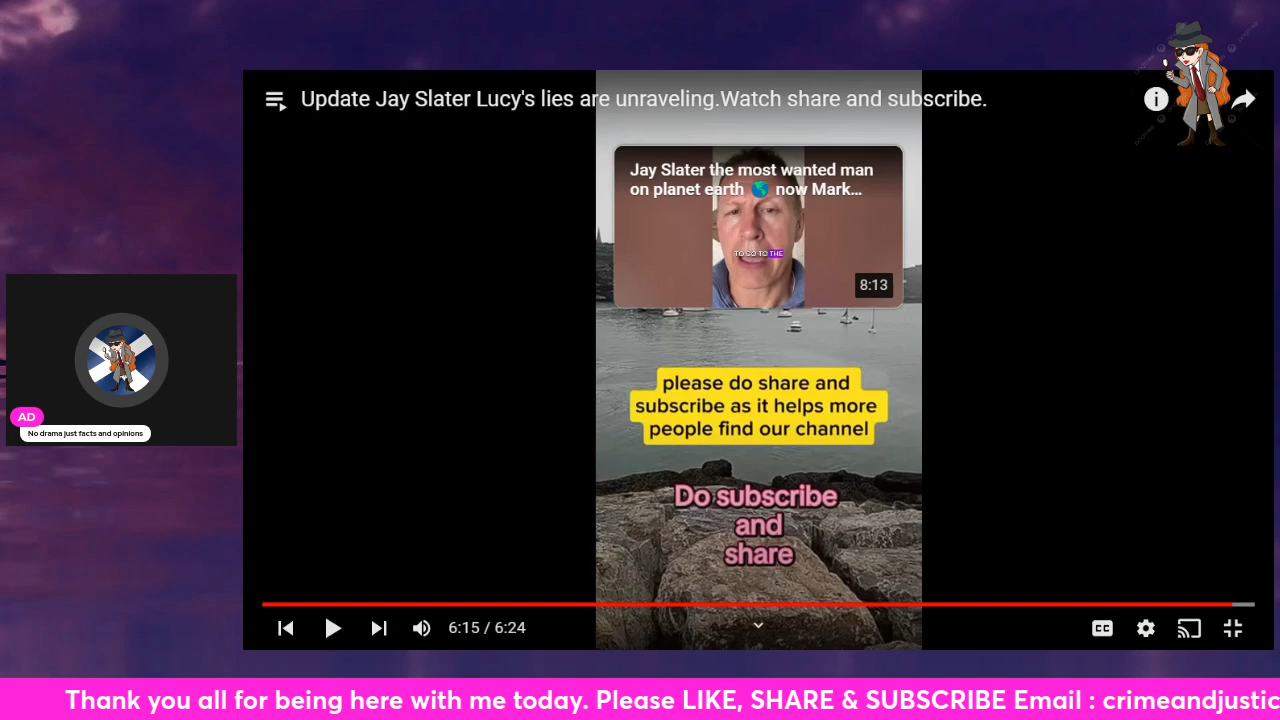 Update Jay Slater Lucy's lies are unraveling.Watch share and subscribe.
Jay Slater the most wanted man
on planet earth 🌎 now Mark...
TO GO TO THE
8:13
please do share and
subscribe as it helps more
people find our channel
Do subscribe
and
share
AD
No drama just facts and opinions
6:15 / 6:24
CC
Thank you all for being here with me today. Please LIKE, SHARE & SUBSCRIBE Email : crimeandjustic